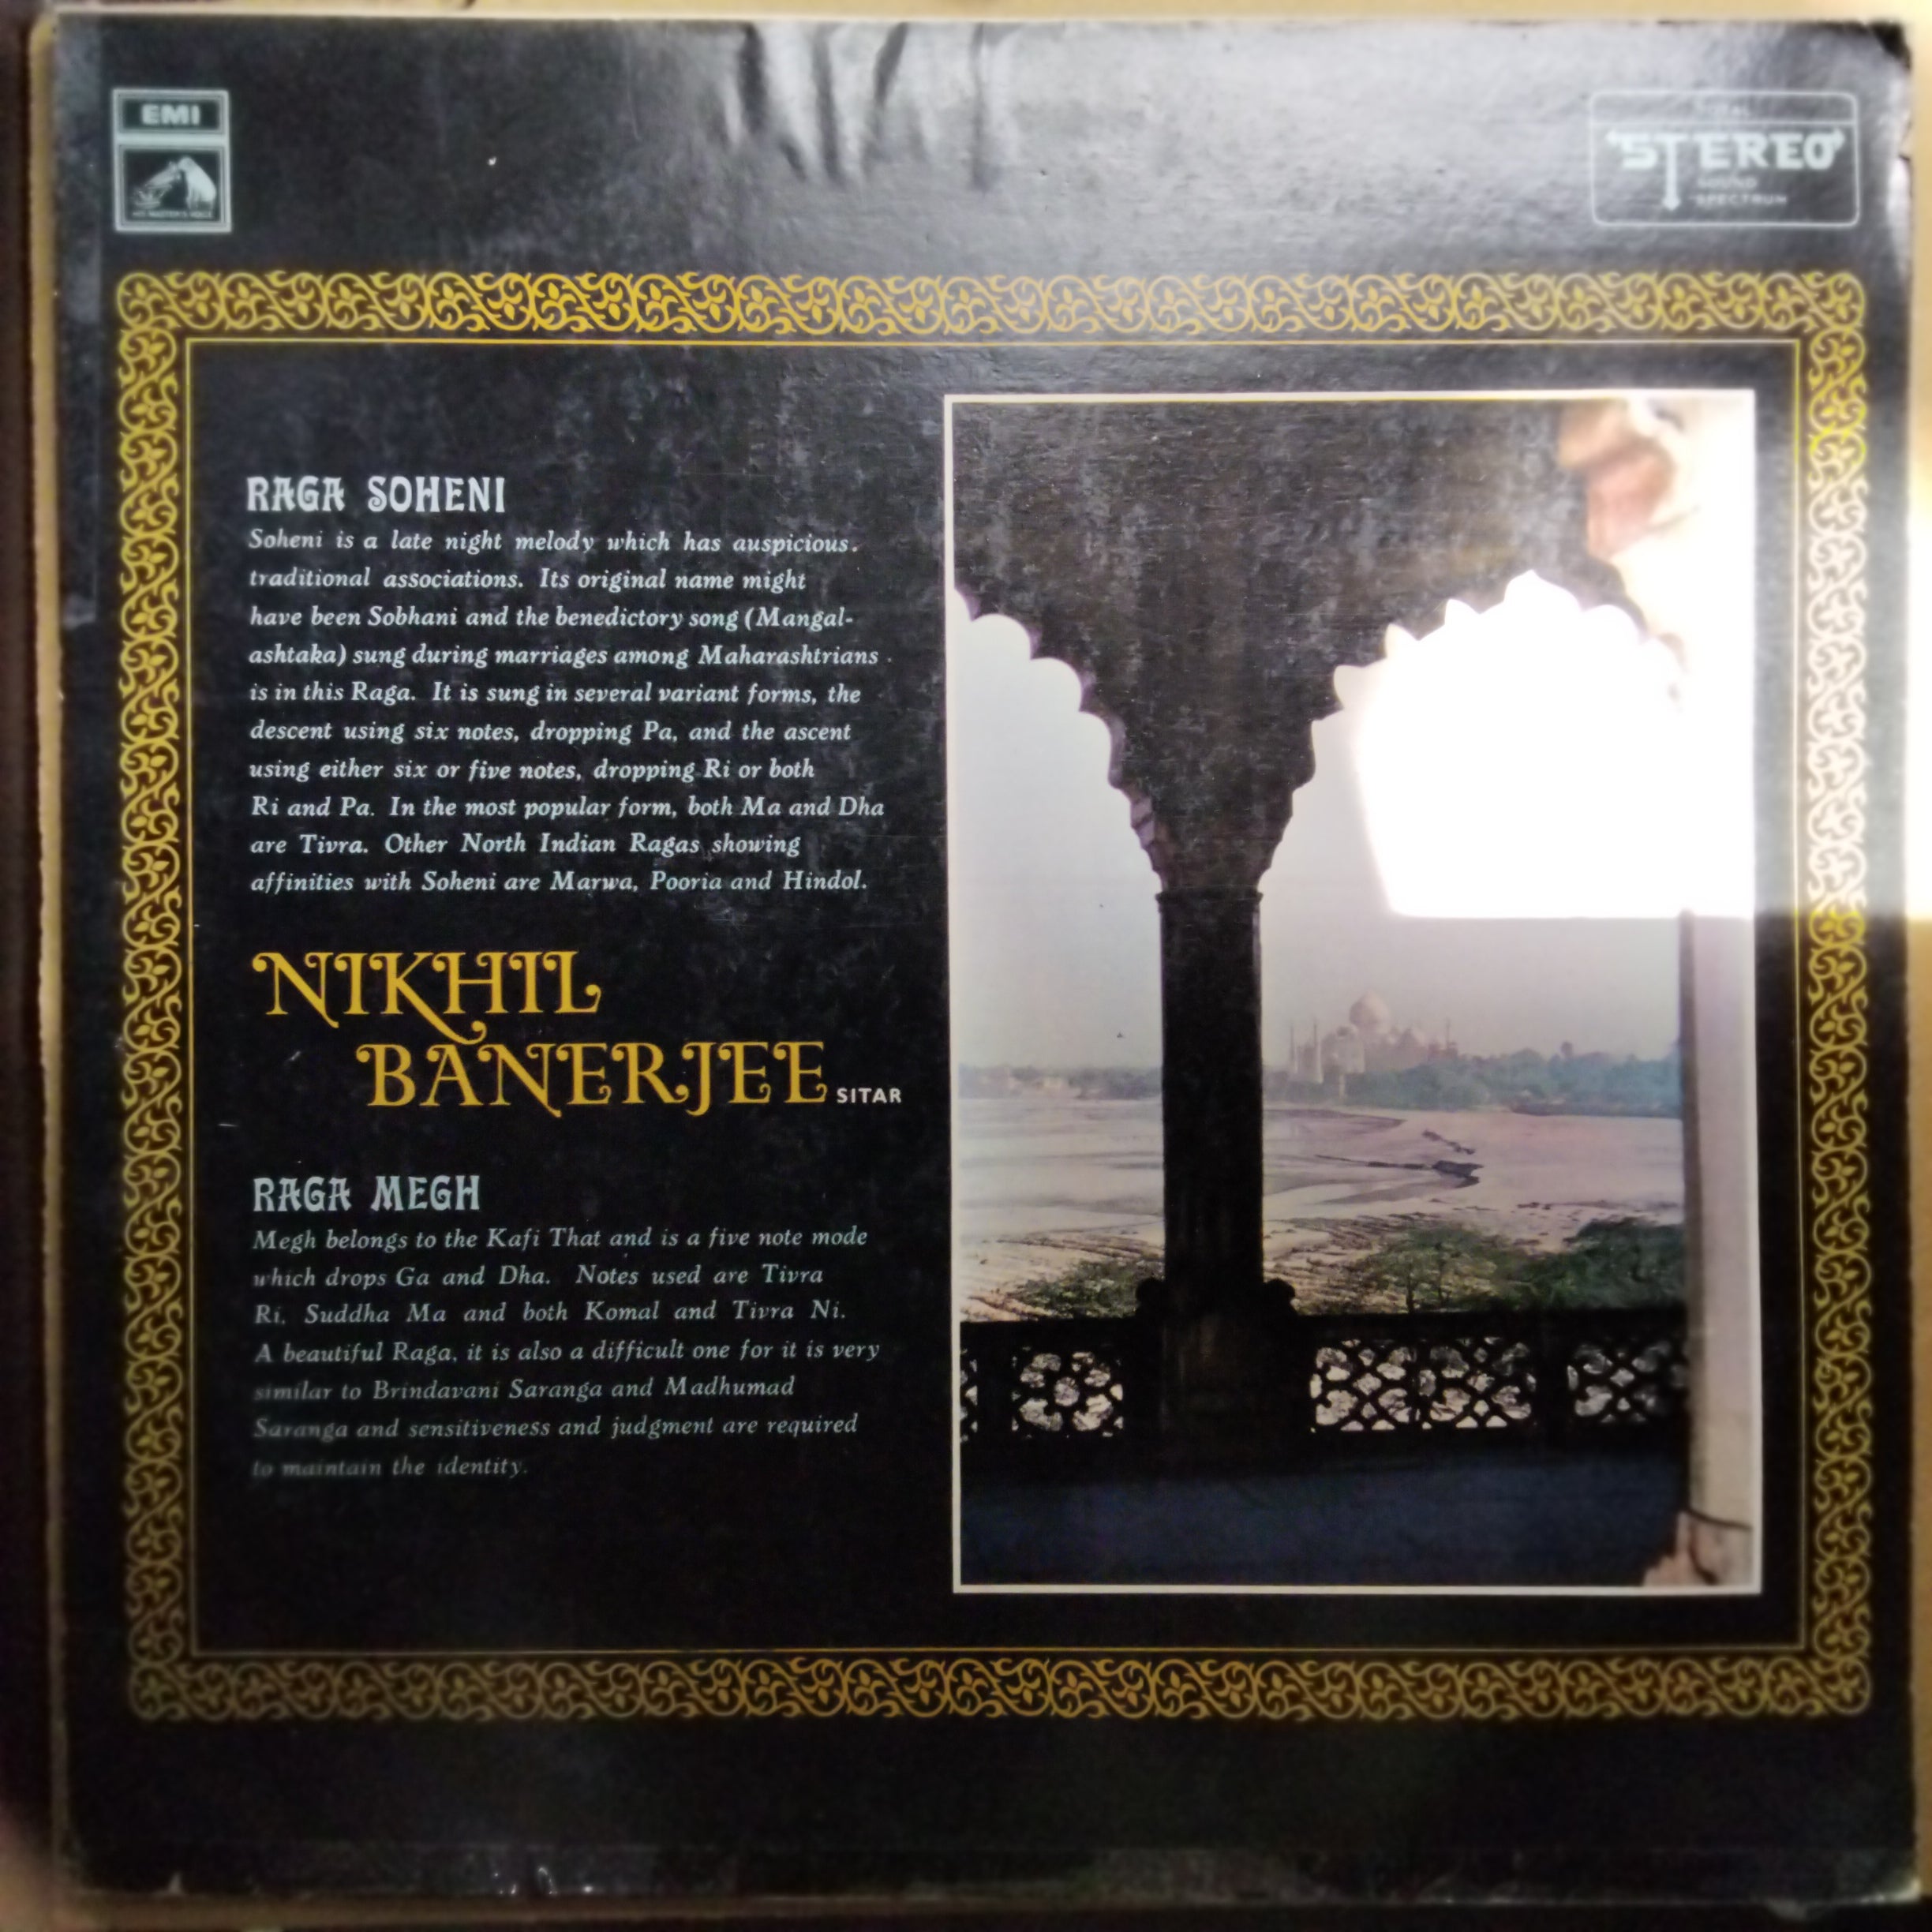 EMI
HIS MASTER'S VOICE
STEREO
SPECTRUM
RAGA SOHENI
Soheni is a late night melody which has auspicious.
traditional associations. Its original name might
have been Sobhani and the benedictory song (Mangal-
ashtaka) sung during marriages among Maharashtrians
is in this Raga. It is sung in several variant forms, the
descent using six notes, dropping Pa, and the ascent
using either six or five notes, dropping Ri or both
Ri and Pa. In the most popular form, both Ma and Dha
are Tivra. Other North Indian Ragas showing
affinities with Soheni are Marwa, Pooria and Hindol.
NIKHIL
BANERJEE SITAR
RAGA MEGH
Megh belongs to the Kafi That and is a five note mode
which drops Ga and Dha. Notes used are Tivra
Ri, Suddha Ma and both Komal and Tivra Ni.
A beautiful Raga, it is also a difficult one for it is very
similar to Brindavani Saranga and Madhumad
Saranga and sensitiveness and judgment are required
to maintain the identity.